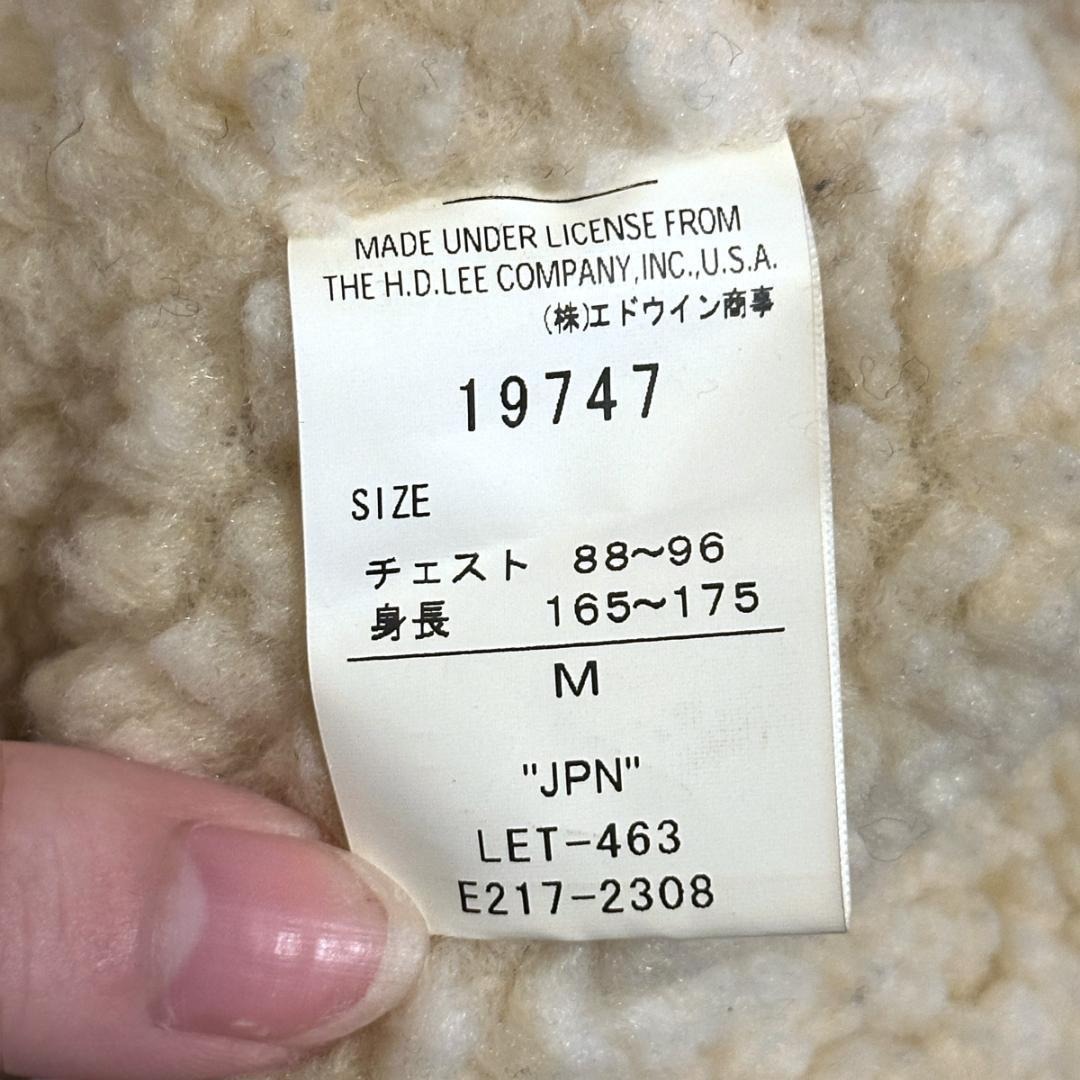 MADE UNDER LICENSE FROM
THE H.D.LEE COMPANY,INC.,U.S.A.
(株)エドウイン商事
19747
SIZE
チェスト 88~96
身長 165~175
M
"JPN"
LET-463
E217-2308